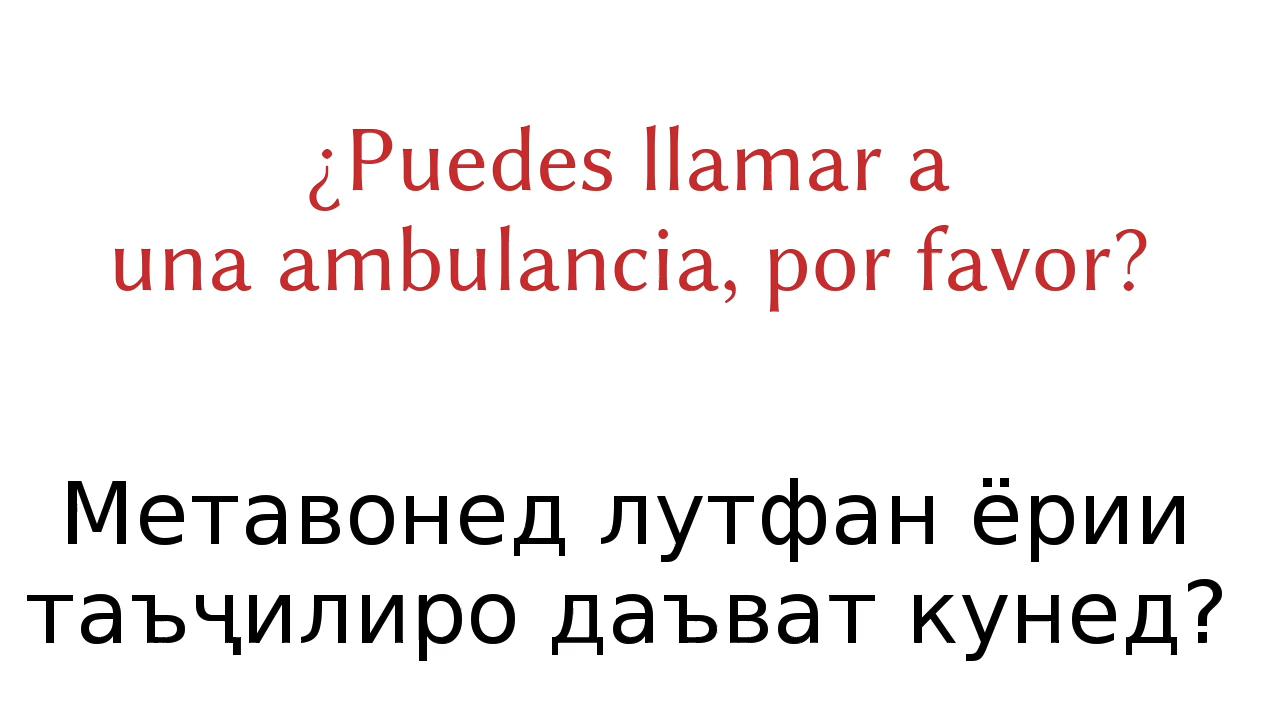 ¿Puedes llamar a
una ambulancia, por favor?
Метавонед лутфан ёрии
таъҷилиро даъват кунед?